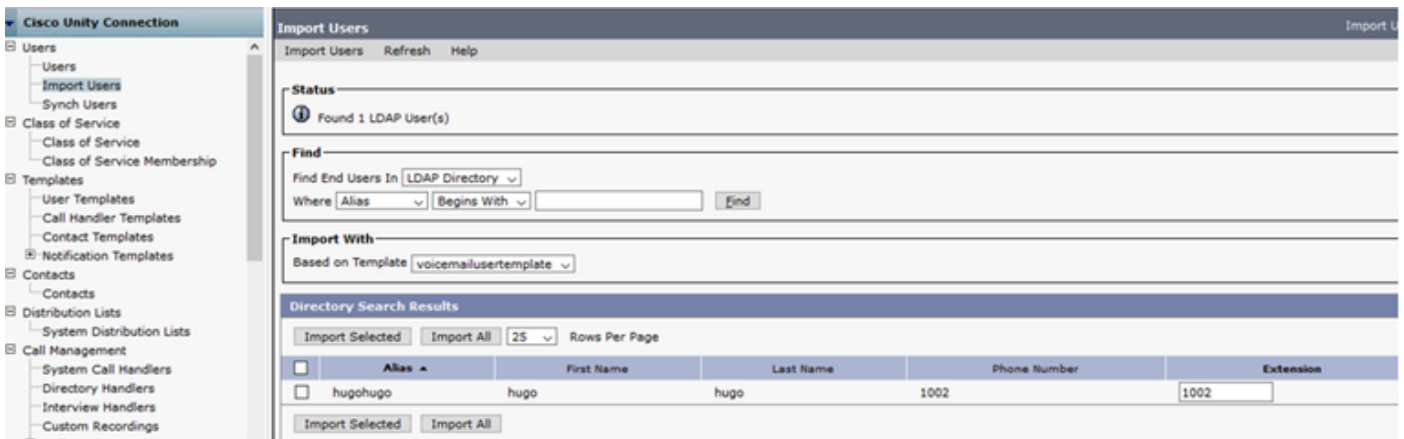 Cisco Unity Connection
Users
Users
Import Users
Synch Users
Class of Service
Class of Service
Class of Service Membership
Templates
User Templates
Call Handler Templates
Contact Templates
Notification Templates
Contacts
Contacts
Distribution Lists
System Distribution Lists
Call Management
System Call Handlers
Directory Handlers
Interview Handlers
Custom Recordings
Import Users Import U
Import Users Refresh Help
Status
Found 1 LDAP User(s)
Find
Find End Users In LDAP Directory
Where Alias Begins With Find
Import With
Based on Template voicemailusertemplate
Directory Search Results
Import Selected Import All 25 Rows Per Page
Alias First Name Last Name Phone Number Extension
hugohugo hugo hugo 1002 1002
Import Selected Import All